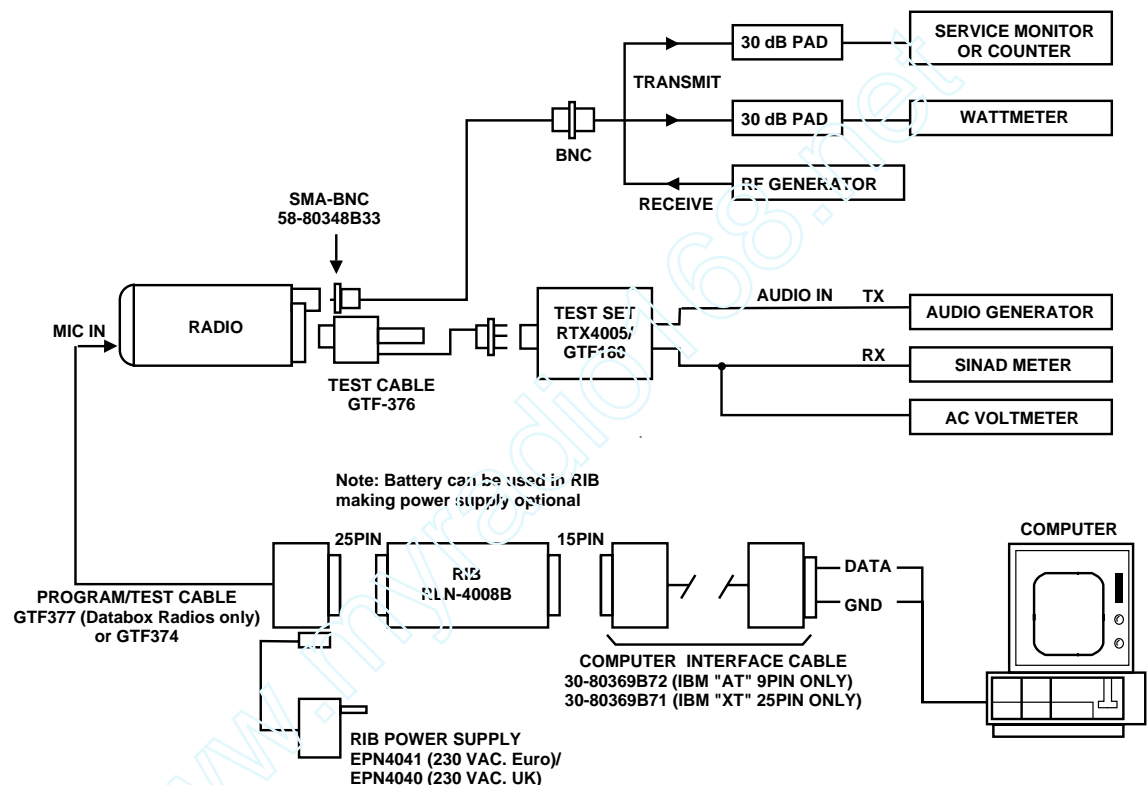 30 dB PAD
SERVICE MONITOR
OR COUNTER
TRANSMIT
30 dB PAD
WATTMETER
BNC
RF GENERATOR
RECEIVE
SMA-BNC
58-80348B33
MIC IN
RADIO
TEST CABLE
GTF-376
TEST SET
RTX4005/
GTF180
AUDIO IN
TX
AUDIO GENERATOR
RX
SINAD METER
AC VOLTMETER
Note: Battery can be used in RIB
making power supply optional
25PIN
RIB
RLN-4008B
15PIN
DATA
GND
COMPUTER
PROGRAM/TEST CABLE
GTF377 (Databox Radios only)
or GTF374
COMPUTER INTERFACE CABLE
30-80369B72 (IBM "AT" 9PIN ONLY)
30-80369B71 (IBM "XT" 25PIN ONLY)
RIB POWER SUPPLY
EPN4041 (230 VAC. Euro)/
EPN4040 (230 VAC. UK)
www.myradio168.net